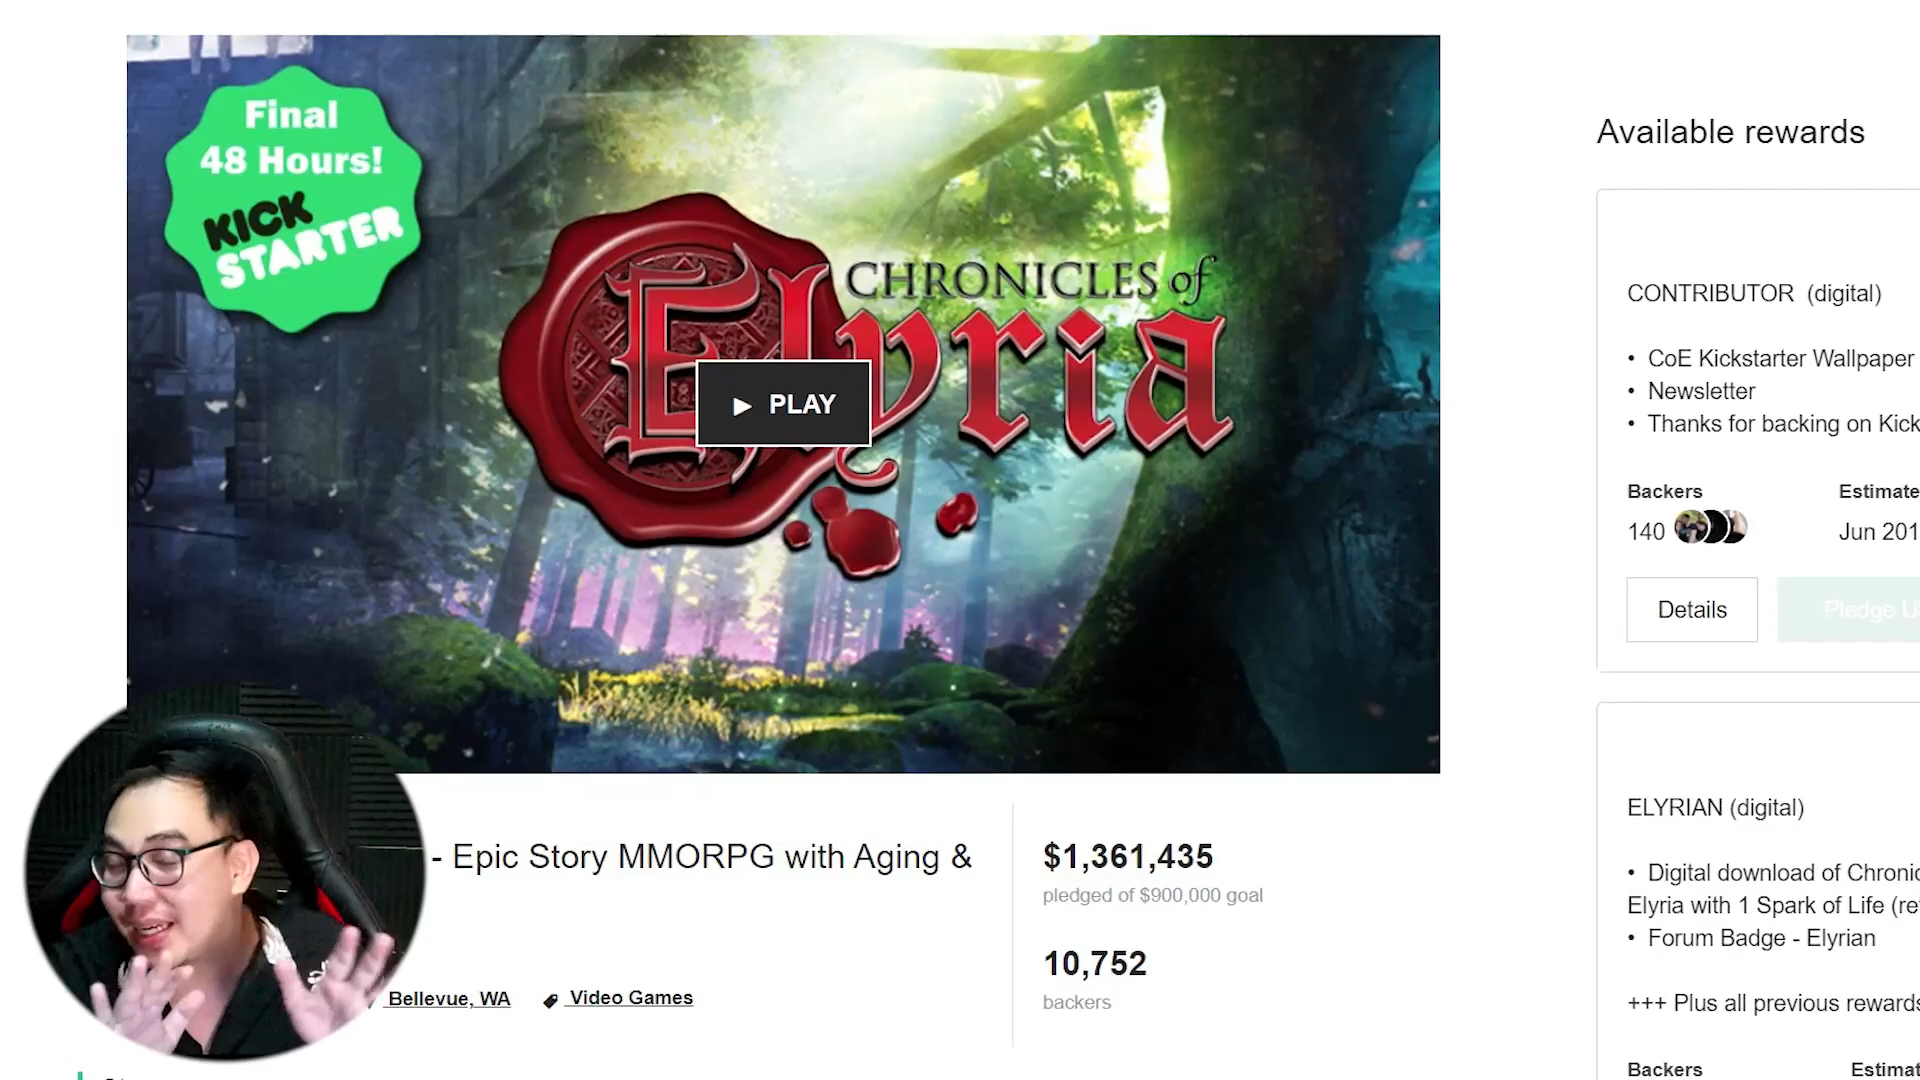 Final
48 Hours!
KICK
STARTER
CHRONICLES of
Elyria
PLAY
Available rewards
CONTRIBUTOR (digital)
• CoE Kickstarter Wallpaper
• Newsletter
• Thanks for backing on Kick
Backers
Estimate
140
Jun 201
Details
Pledge U
ELYRIAN (digital)
• Digital download of Chronic
Elyria with 1 Spark of Life (re
• Forum Badge - Elyrian
+++ Plus all previous rewards
Backers
Estimat
- Epic Story MMORPG with Aging &
$1,361,435
pledged of $900,000 goal
10,752
backers
Bellevue, WA
Video Games